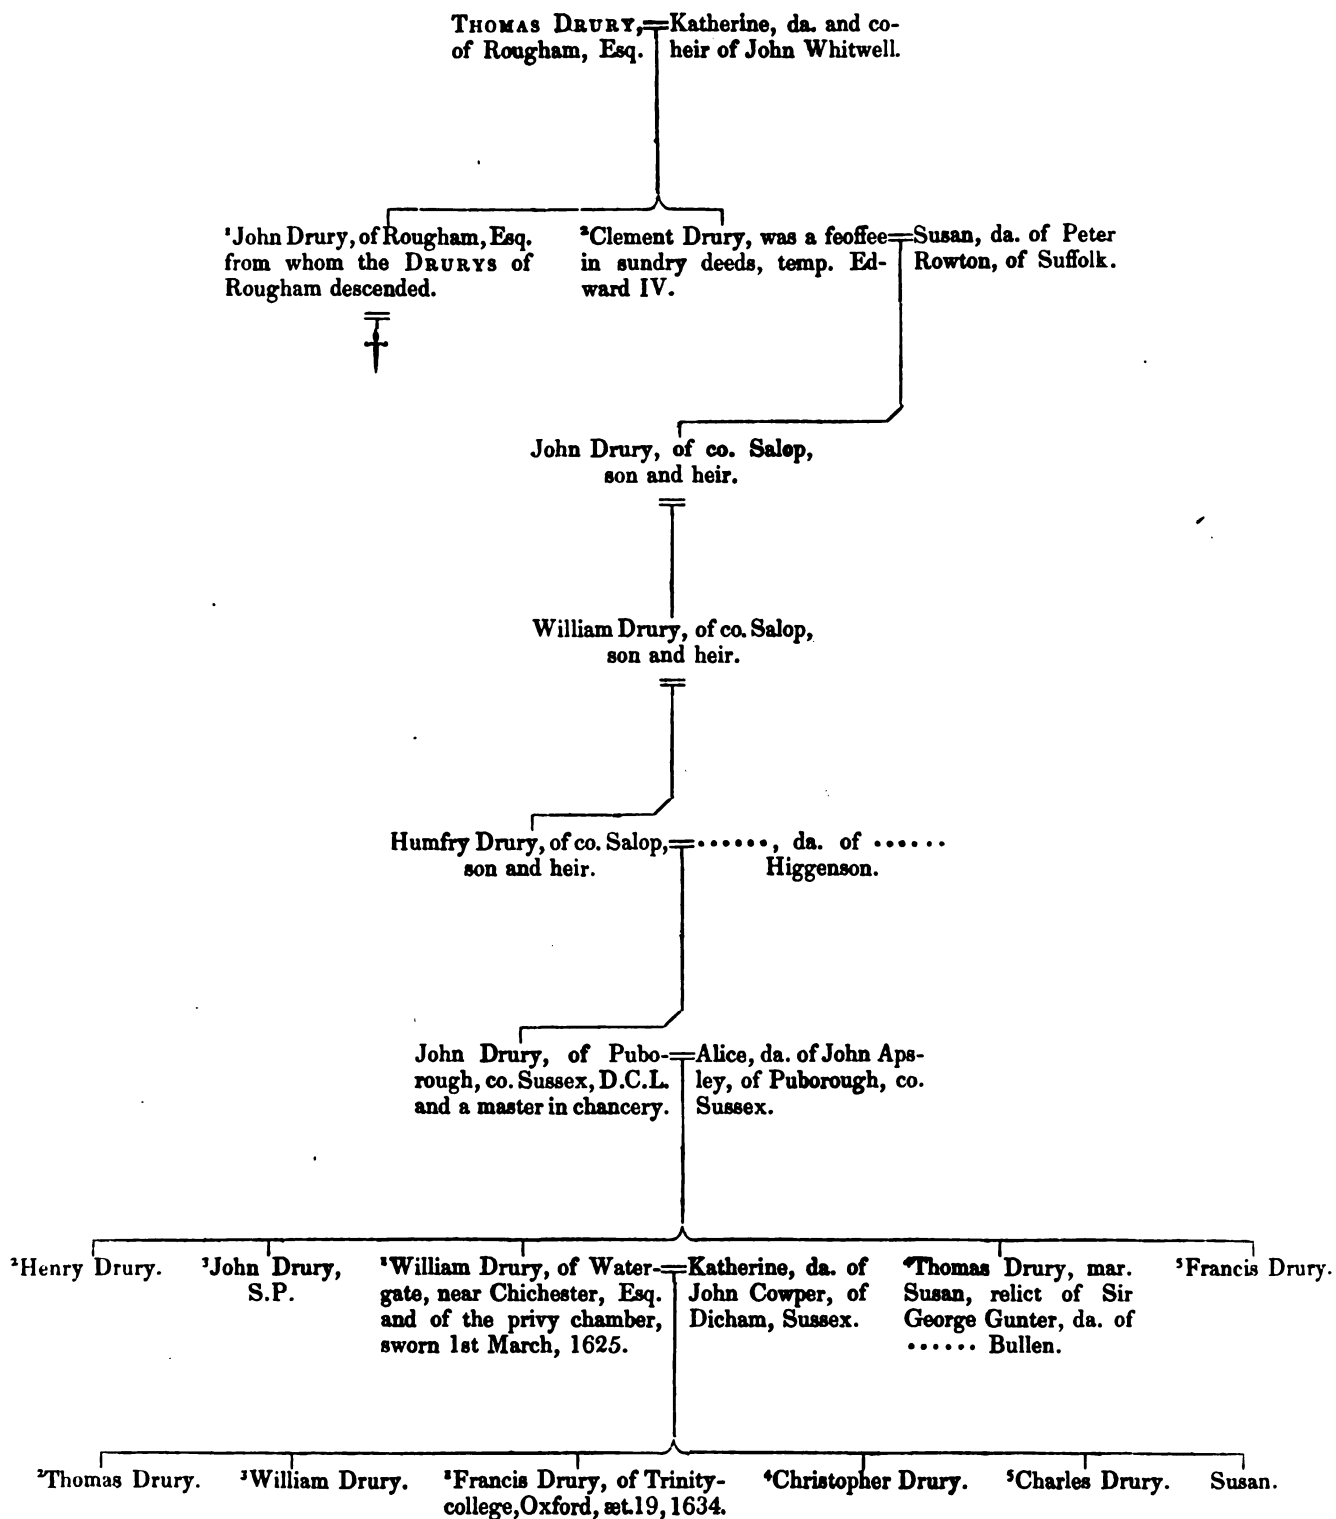 THOMAS DRURY,=Katherine, da. and co-
of Rougham, Esq. heir of John Whitwell.
¹John Drury, of Rougham, Esq.
from whom the DRURYS of
Rougham descended.
²Clement Drury, was a feoffee=Susan, da. of Peter
in sundry deeds, temp. Ed- Rowton, of Suffolk.
ward IV.
John Drury, of co. Salop,
son and heir.
William Drury, of co. Salop,
son and heir.
Humfry Drury, of co. Salop,=......, da. of ......
son and heir. Higgenson.
John Drury, of Pubo-=Alice, da. of John Aps-
rough, co. Sussex, D.C.L. ley, of Puborough, co.
and a master in chancery. Sussex.
²Henry Drury.
³John Drury,
S.P.
¹William Drury, of Water-=Katherine, da. of
gate, near Chichester, Esq. John Cowper, of
and of the privy chamber, Dicham, Sussex.
sworn 1st March, 1625.
⁴Thomas Drury, mar.
Susan, relict of Sir
George Gunter, da. of
...... Bullen.
⁵Francis Drury.
²Thomas Drury.
³William Drury.
¹Francis Drury, of Trinity-
college, Oxford, æt. 19, 1634.
⁴Christopher Drury.
⁵Charles Drury.
Susan.